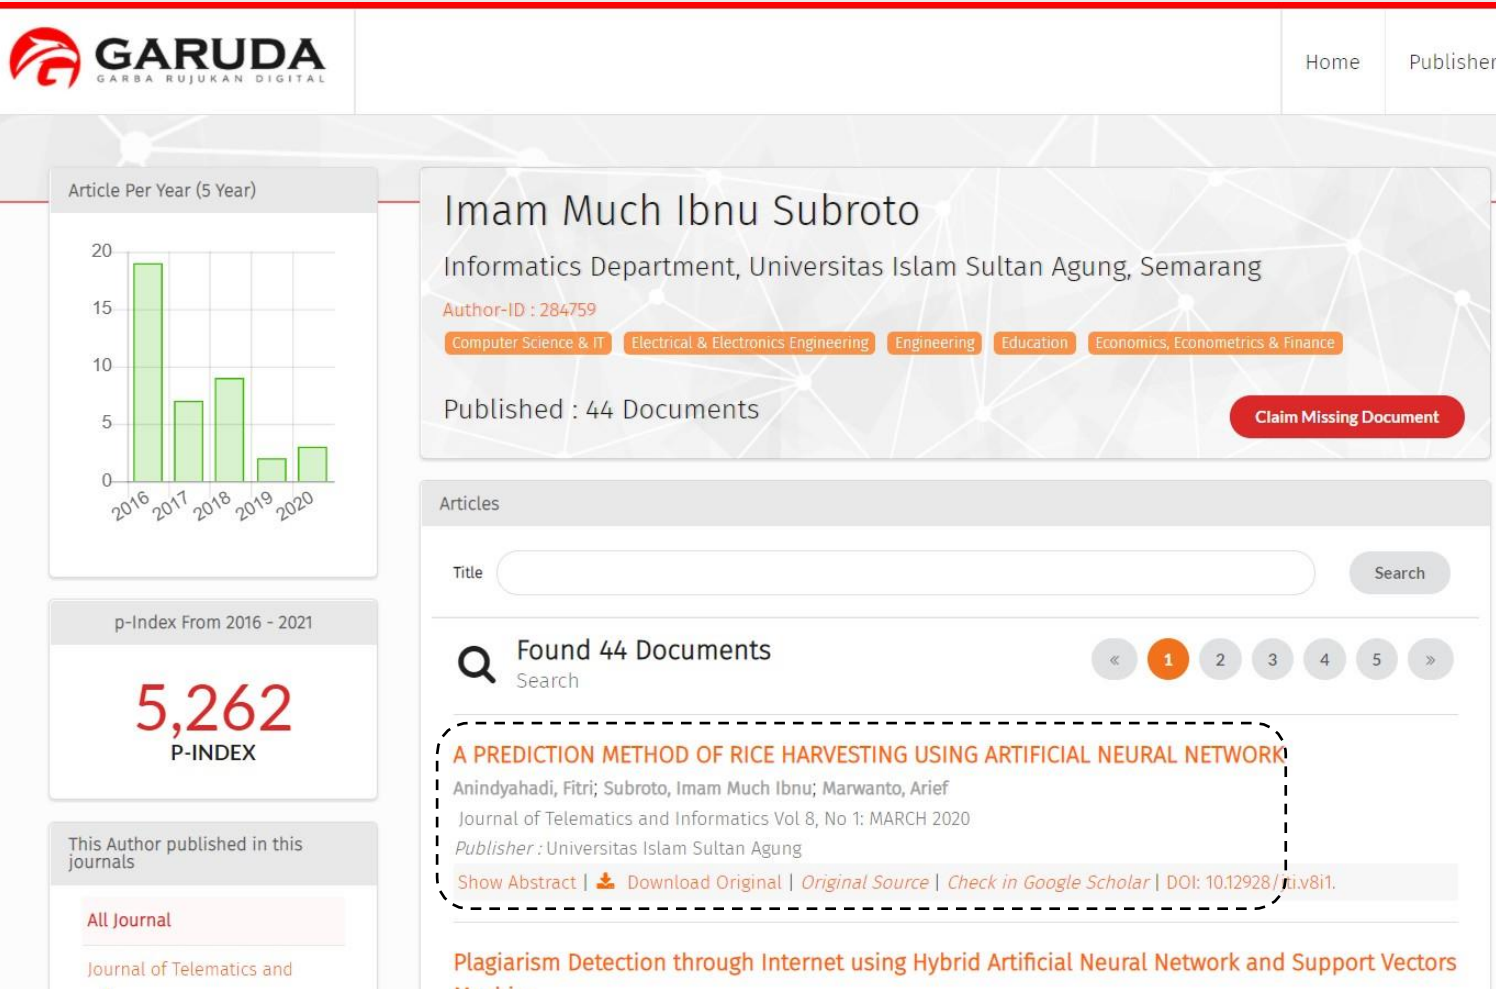 GARUDA
GARBA RUJUKAN DIGITAL
Home
Publisher
Article Per Year (5 Year)
20
15
10
5
0
2016
2017
2018
2019
2020
p-Index From 2016 - 2021
5,262
P-INDEX
This Author published in this
journals
All Journal
Journal of Telematics and
Imam Much Ibnu Subroto
Informatics Department, Universitas Islam Sultan Agung, Semarang
Author-ID : 284759
Computer Science & IT Electrical & Electronics Engineering Engineering Education Economics, Econometrics & Finance
Published : 44 Documents
Claim Missing Document
Articles
Title
Search
Found 44 Documents
Search
« 1 2 3 4 5 »
A PREDICTION METHOD OF RICE HARVESTING USING ARTIFICIAL NEURAL NETWORK
Anindyahadi, Fitri; Subroto, Imam Much Ibnu; Marwanto, Arief
Journal of Telematics and Informatics Vol 8, No 1: MARCH 2020
Publisher : Universitas Islam Sultan Agung
Show Abstract | Download Original | Original Source | Check in Google Scholar | DOI: 10.12928/jti.v8i1.
Plagiarism Detection through Internet using Hybrid Artificial Neural Network and Support Vectors